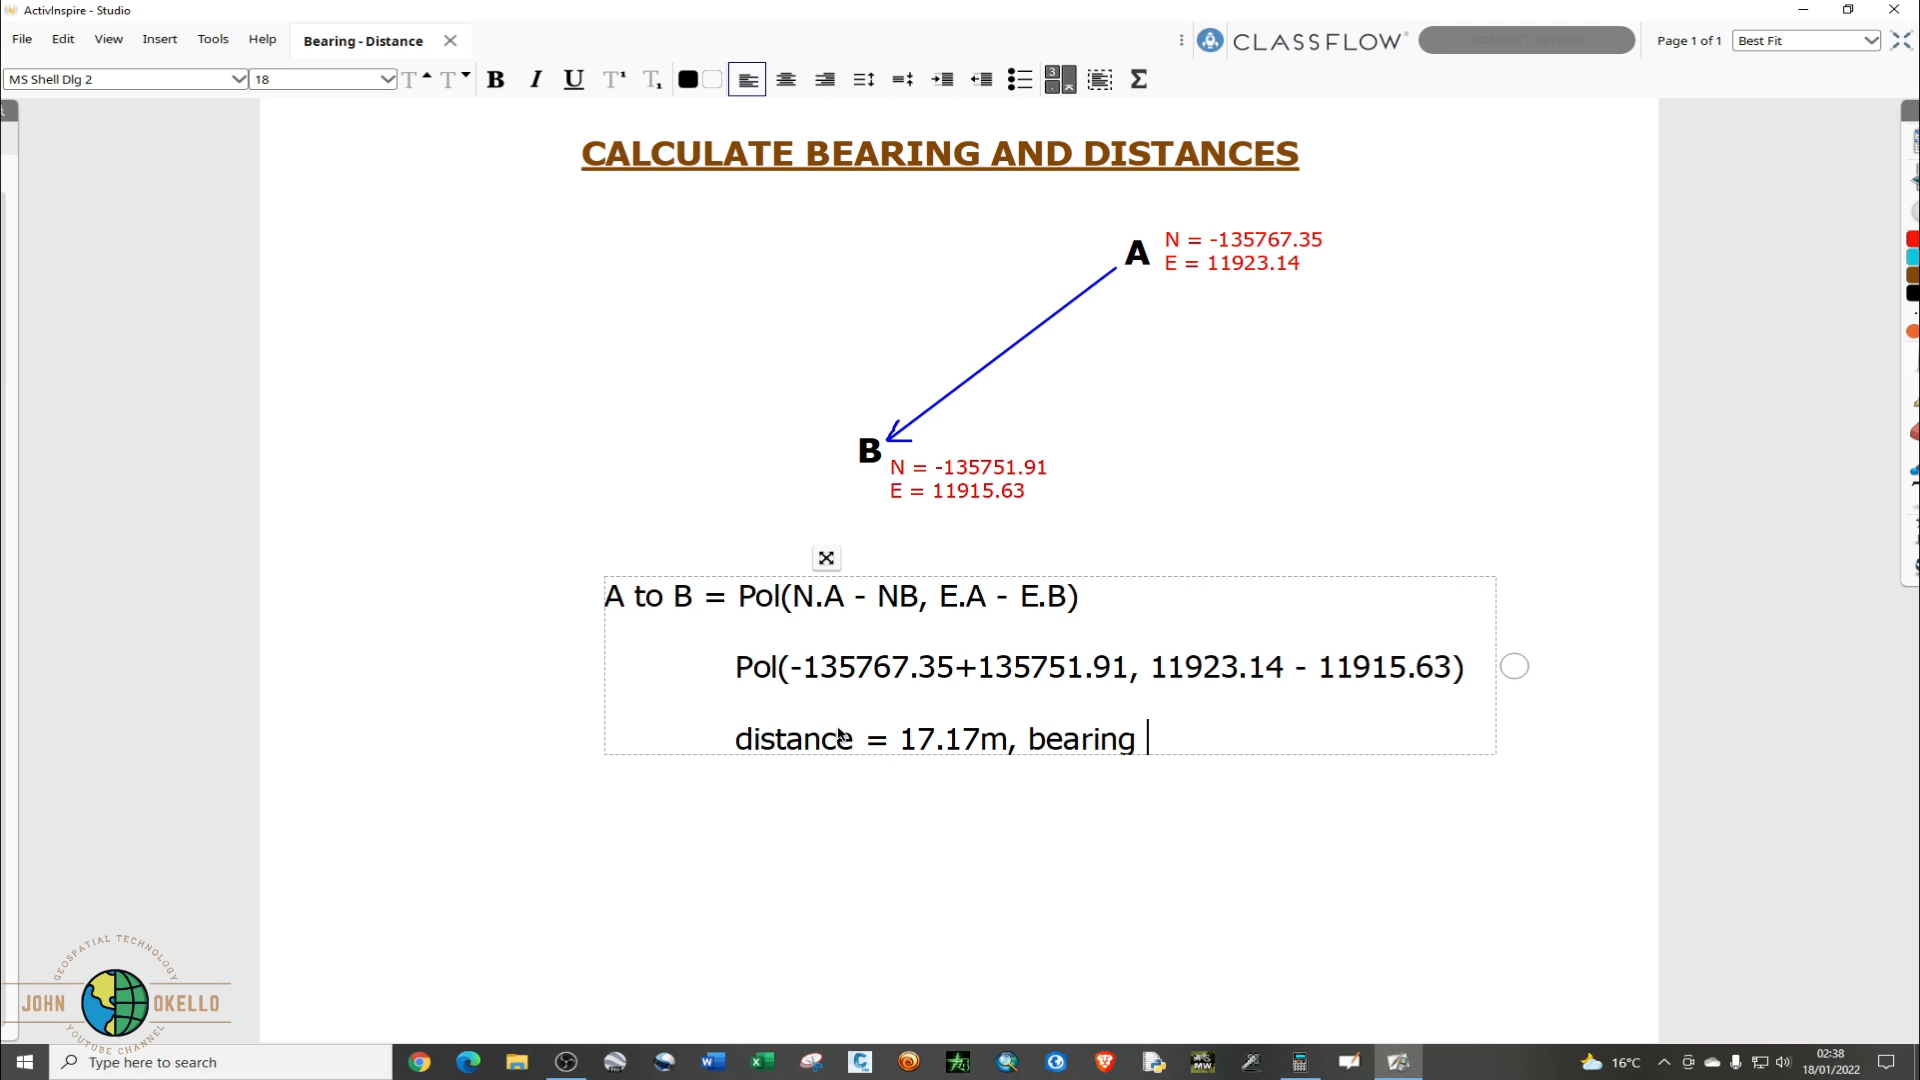 ActivInspire - Studio
File Edit View Insert Tools Help Bearing - Distance CLASSFLOW Page 1 of 1 Best Fit
MS Shell Dlg 2 18
CALCULATE BEARING AND DISTANCES
A N = -135767.35
E = 11923.14
B N = -135751.91
E = 11915.63
A to B = Pol(N.A - NB, E.A - E.B)
Pol(-135767.35+135751.91, 11923.14 - 11915.63)
distance = 17.17m, bearing
GEOSPATIAL TECHNOLOGY
JOHN OKELLO
YOUTUBE CHANNEL
Type here to search 16°C 02:38
18/01/2022